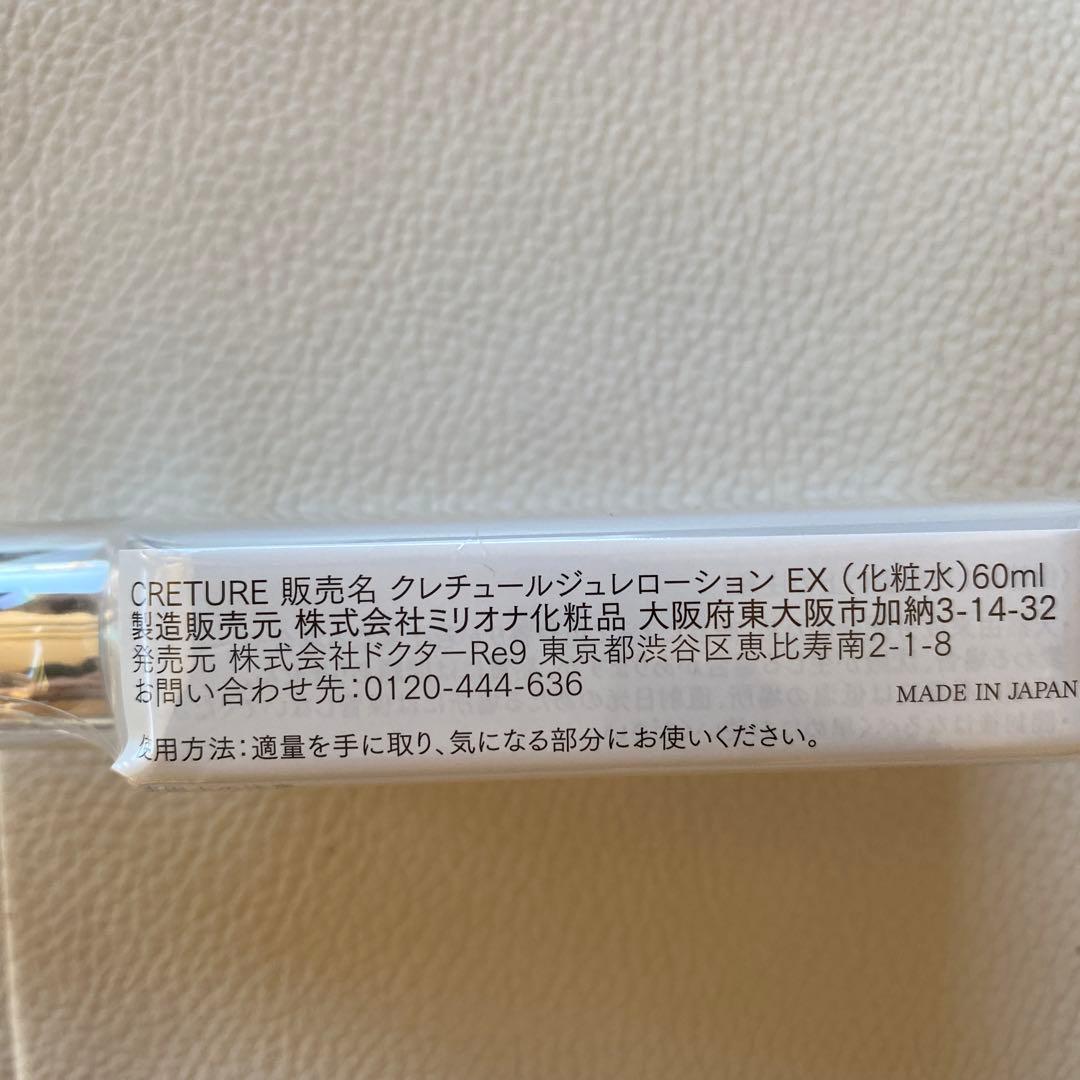 CRETURE 販売名 クレチュールジュレローション EX (化粧水)60ml
製造販売元 株式会社ミリオナ化粧品 大阪府東大阪市加納3-14-32
発売元 株式会社ドクターRe9 東京都渋谷区恵比寿南2-1-8
お問い合わせ先:0120-444-636
MADE IN JAPAN
使用方法:適量を手に取り、気になる部分にお使いください。